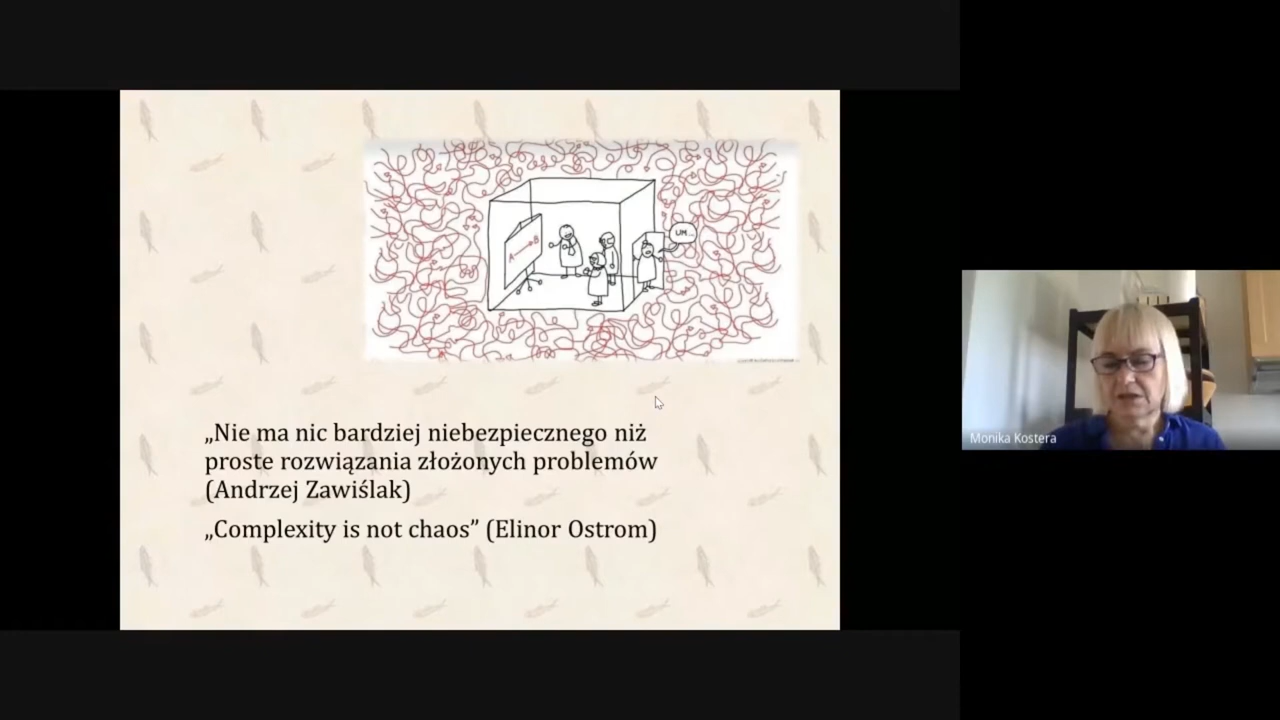 A
B
UM...
„Nie ma nic bardziej niebezpiecznego niż
proste rozwiązania złożonych problemów
(Andrzej Zawiślak)
„Complexity is not chaos” (Elinor Ostrom)
Monika Kostera